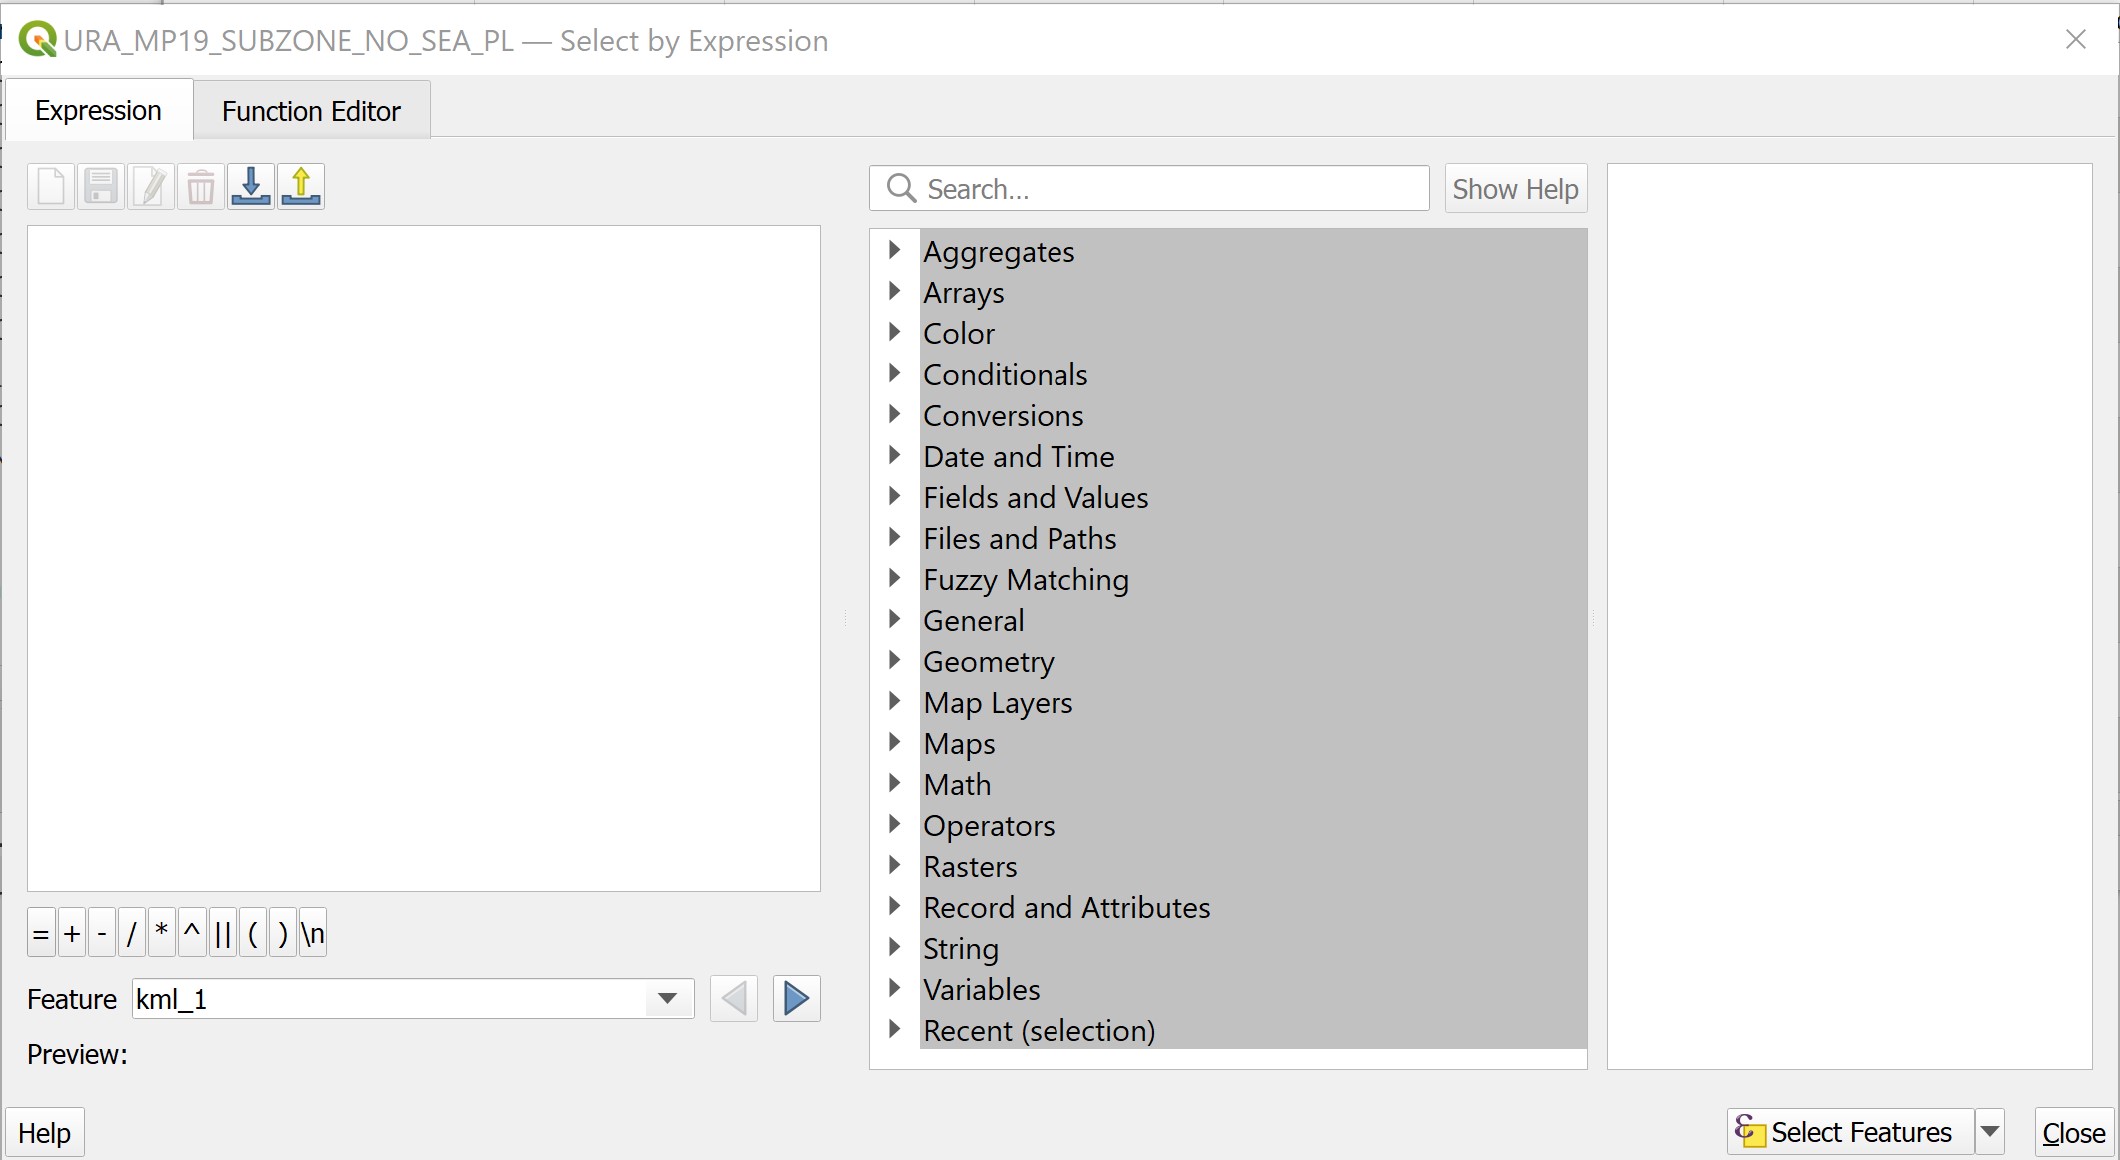 URA_MP19_SUBZONE_NO_SEA_PL — Select by Expression
Expression
Function Editor
Search...
Show Help
Aggregates
Arrays
Color
Conditionals
Conversions
Date and Time
Fields and Values
Files and Paths
Fuzzy Matching
General
Geometry
Map Layers
Maps
Math
Operators
Rasters
Record and Attributes
String
Variables
Recent (selection)
= + - / * ^ || ( ) \n
Feature kml_1
Preview:
Help
Select Features
Close